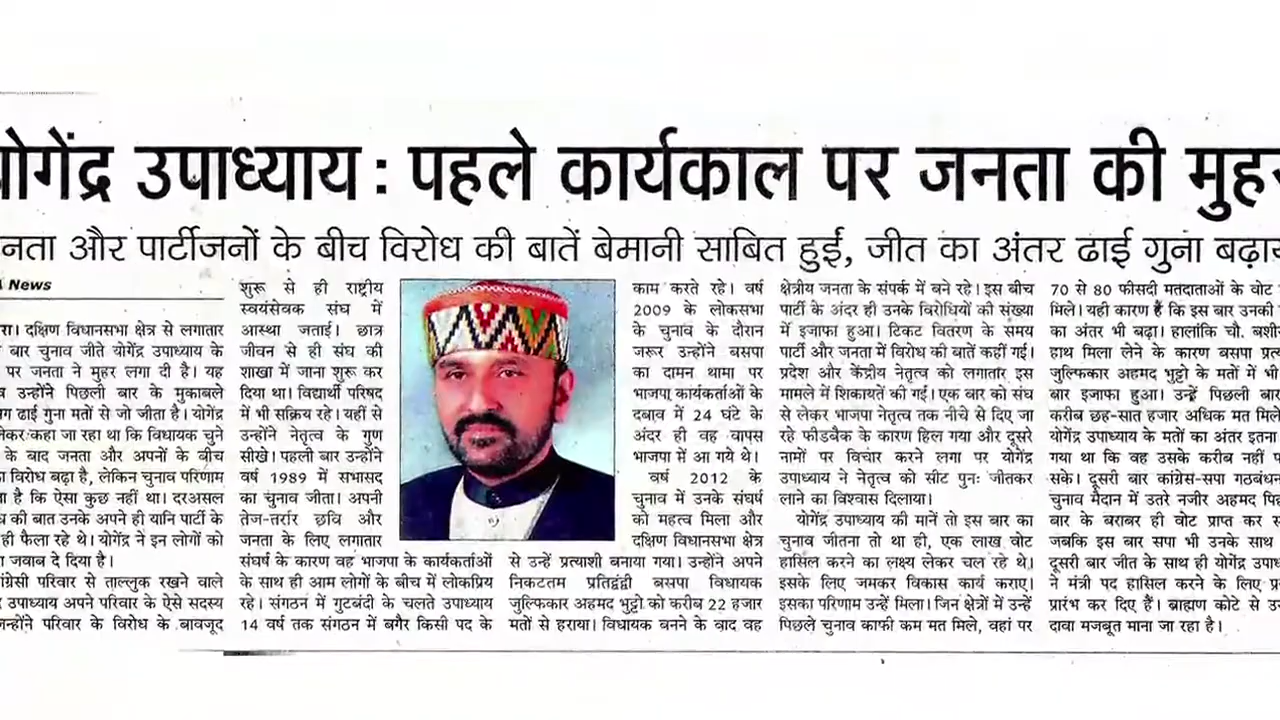 योगेंद्र उपाध्याय : पहले कार्यकाल पर जनता की मुहर
नता और पार्टीजनों के बीच विरोध की बातें बेमानी साबित हुईं, जीत का अंतर ढाई गुना बढ़ाय
News
रा। दक्षिण विधानसभा क्षेत्र से लगातार
बार चुनाव जीते योगेंद्र उपाध्याय के
पर जनता ने मुहर लगा दी है। यह
उन्होंने पिछली बार के मुकाबले
ग ढाई गुना मतों से जो जीता है। योगेंद्र
लेकर कहा जा रहा था कि विधायक चुने
के बाद जनता और अपनों के बीच
विरोध बढ़ा है, लेकिन चुनाव परिणाम
ता है कि ऐसा कुछ नहीं था। दरअसल
की बात उनके अपने ही यानि पार्टी के
ही फैला रहे थे। योगेंद्र ने इन लोगों को
जवाब दे दिया है।
ग्रेसी परिवार से ताल्लुक रखने वाले
उपाध्याय अपने परिवार के ऐसे सदस्य
जिन्होंने परिवार के विरोध के बावजूद
शुरू से ही राष्ट्रीय
स्वयंसेवक संघ में
आस्था जताई। छात्र
जीवन से ही संघ की
शाखा में जाना शुरू कर
दिया था। विद्यार्थी परिषद
में भी सक्रिय रहे। यहीं से
उन्होंने नेतृत्व के गुण
सीखे। पहली बार उन्होंने
वर्ष 1989 में सभासद
का चुनाव जीता। अपनी
तेज-तर्रार छवि और
जनता के लिए लगातार
संघर्ष के कारण वह भाजपा के कार्यकर्ताओं
के साथ ही आम लोगों के बीच में लोकप्रिय
रहे। संगठन में गुटबंदी के चलते उपाध्याय
14 वर्ष तक संगठन में बगैर किसी पद के
काम करते रहे। वर्ष
2009 के लोकसभा
के चुनाव के दौरान
जरूर उन्होंने बसपा
का दामन थामा पर
भाजपा कार्यकर्ताओं के
दबाव में 24 घंटे के
अंदर ही वह वापस
भाजपा में आ गये थे।
वर्ष 2012 के
चुनाव में उनके संघर्ष
को महत्व मिला और
दक्षिण विधानसभा क्षेत्र
से उन्हें प्रत्याशी बनाया गया। उन्होंने अपने
निकटतम प्रतिद्वंद्वी बसपा विधायक
जुल्फिकार अहमद भुट्टो को करीब 22 हजार
मतों से हराया। विधायक बनने के बाद वह
क्षेत्रीय जनता के संपर्क में बने रहे। इस बीच
पार्टी के अंदर ही उनके विरोधियों की संख्या
में इजाफा हुआ। टिकट वितरण के समय
पार्टी और जनता में विरोध की बातें कहीं गई।
प्रदेश और केंद्रीय नेतृत्व को लगातार इस
मामले में शिकायतें की गई। एक बार को संघ
से लेकर भाजपा नेतृत्व तक नीचे से दिए जा
रहे फीडबैक के कारण हिल गया और दूसरे
नामों पर विचार करने लगा पर योगेंद्र
उपाध्याय ने नेतृत्व को सीट पुनः जीतकर
लाने का विश्वास दिलाया।
योगेंद्र उपाध्याय की मानें तो इस बार का
चुनाव जीतना तो था ही, एक लाख वोट
हासिल करने का लक्ष्य लेकर चल रहे थे।
इसके लिए जमकर विकास कार्य कराए।
इसका परिणाम उन्हें मिला। जिन क्षेत्रों में उन्हें
पिछले चुनाव काफी कम मत मिले, वहां पर
70 से 80 फीसदी मतदाताओं के वोट
मिले। यही कारण है कि इस बार उनकी
का अंतर भी बढ़ा। हालांकि चौ. बशी
हाथ मिला लेने के कारण बसपा प्रत
जुल्फिकार अहमद भुट्टो के मतों में भी
बार इजाफा हुआ। उन्हें पिछली बार
करीब छह-सात हजार अधिक मत मिले
योगेंद्र उपाध्याय के मतों का अंतर इतना
गया था कि वह उसके करीब नहीं प
सके। दूसरी बार कांग्रेस-सपा गठबंधन
चुनाव मैदान में उतरे नजीर अहमद पि
बार के बराबर ही वोट प्राप्त कर स
जबकि इस बार सपा भी उनके साथ
दूसरी बार जीत के साथ ही योगेंद्र उपा
ने मंत्री पद हासिल करने के लिए प्र
प्रारंभ कर दिए हैं। ब्राह्मण कोटे से उ
दावा मजबूत माना जा रहा है।